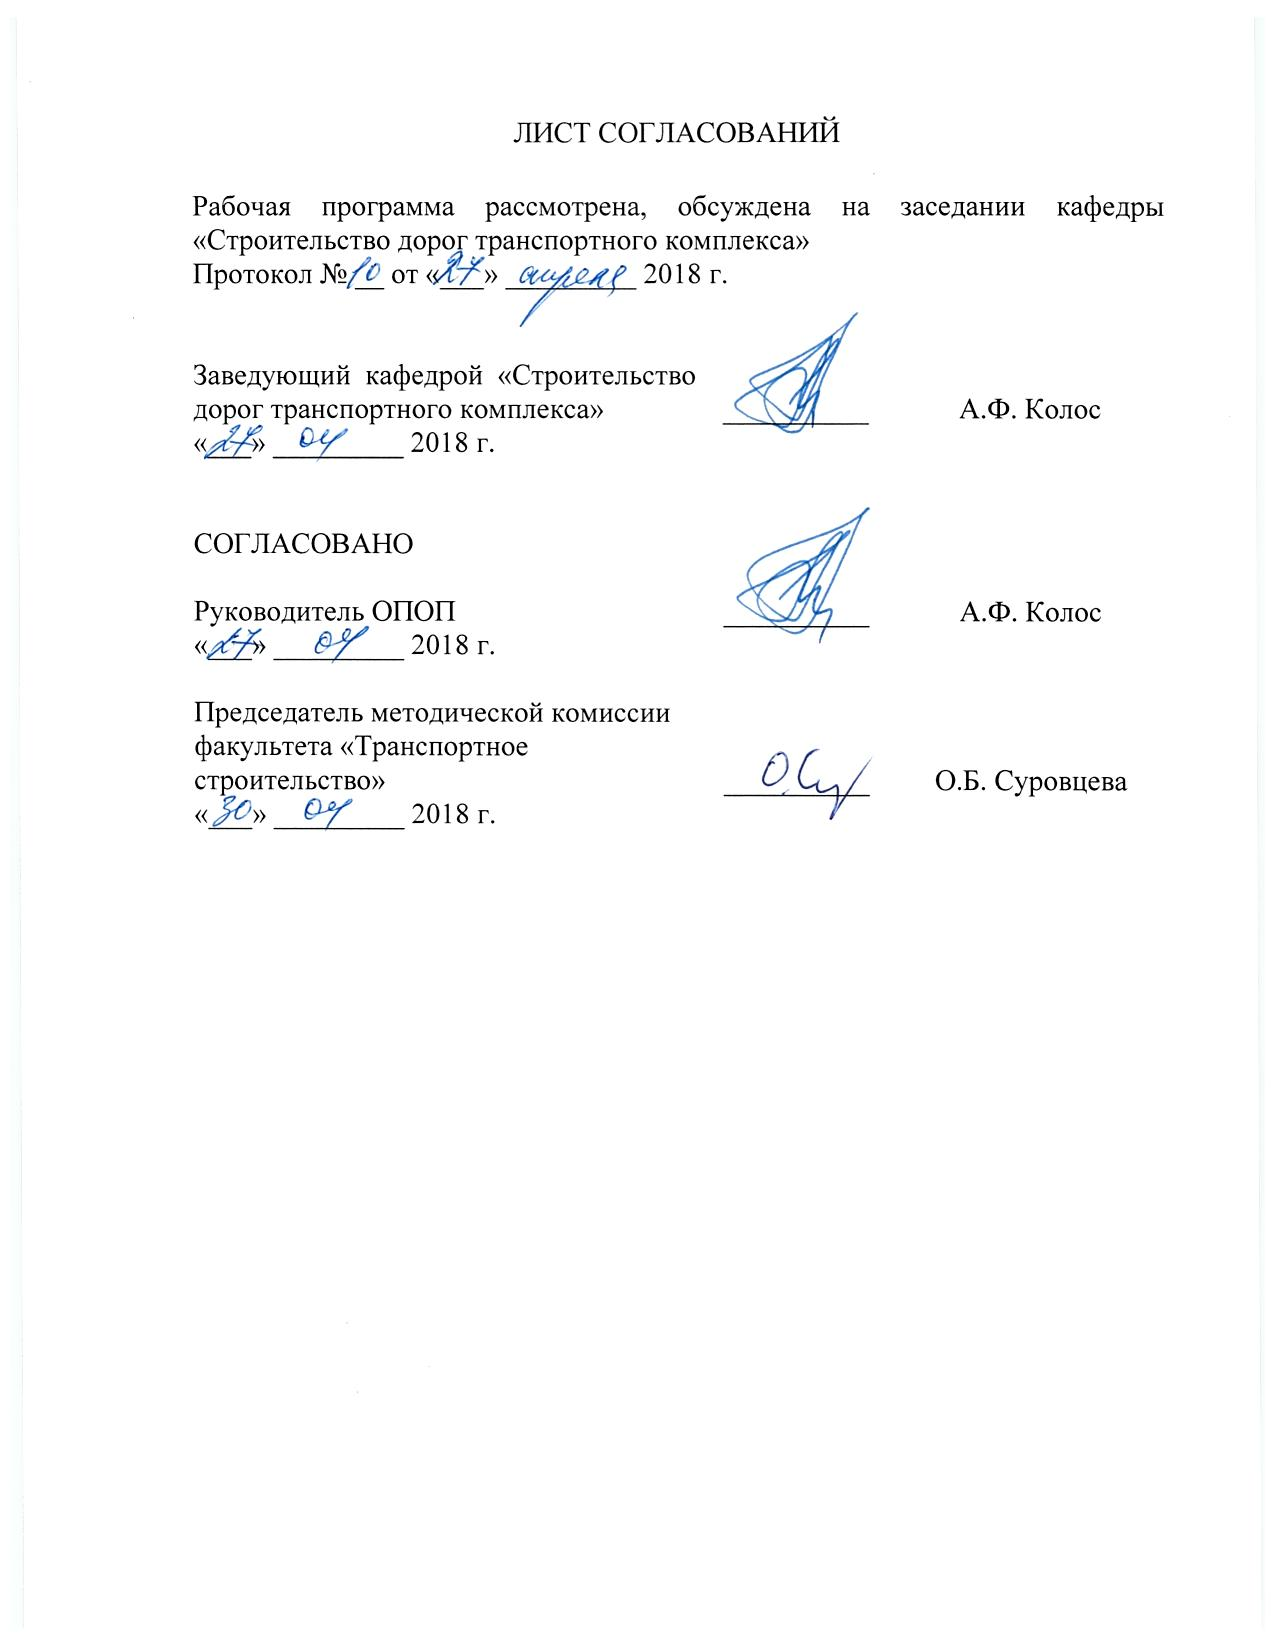 ЛИСТ СОГЛАСОВАНИЙ
Рабочая программа рассмотрена, обсуждена на заседании кафедры
«Строительство дорог транспортного комплекса»
Протокол № 10 от «27» апреля 2018 г.
Заведующий кафедрой «Строительство
дорог транспортного комплекса» А.Ф. Колос
«27» 04 2018 г.
СОГЛАСОВАНО
Руководитель ОПОП А.Ф. Колос
«27» 04 2018 г.
Председатель методической комиссии
факультета «Транспортное
строительство» О.Б. Суровцева
«30» 04 2018 г.